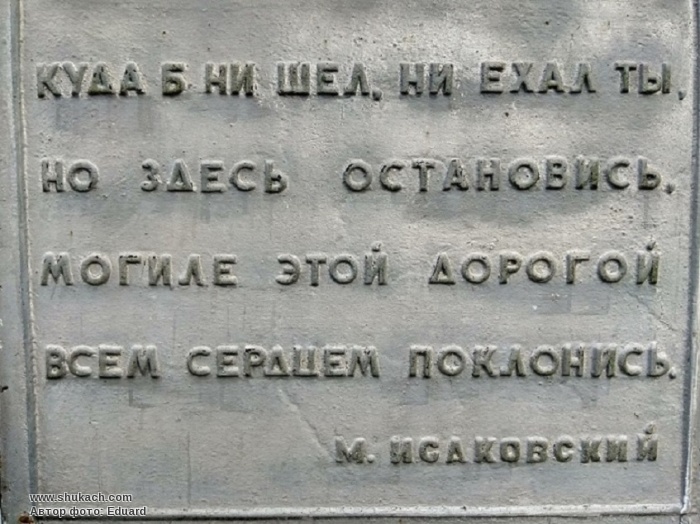 КУДА Б НИ ШЕЛ, НИ ЕХАЛ ТЫ,
НО ЗДЕСЬ ОСТАНОВИСЬ,
МОГИЛЕ ЭТОЙ ДОРОГОЙ
ВСЕМ СЕРДЦЕМ ПОКЛОНИСЬ.
М. ИСАКОВСКИЙ
www.shukach.com
Автор фото: Eduard